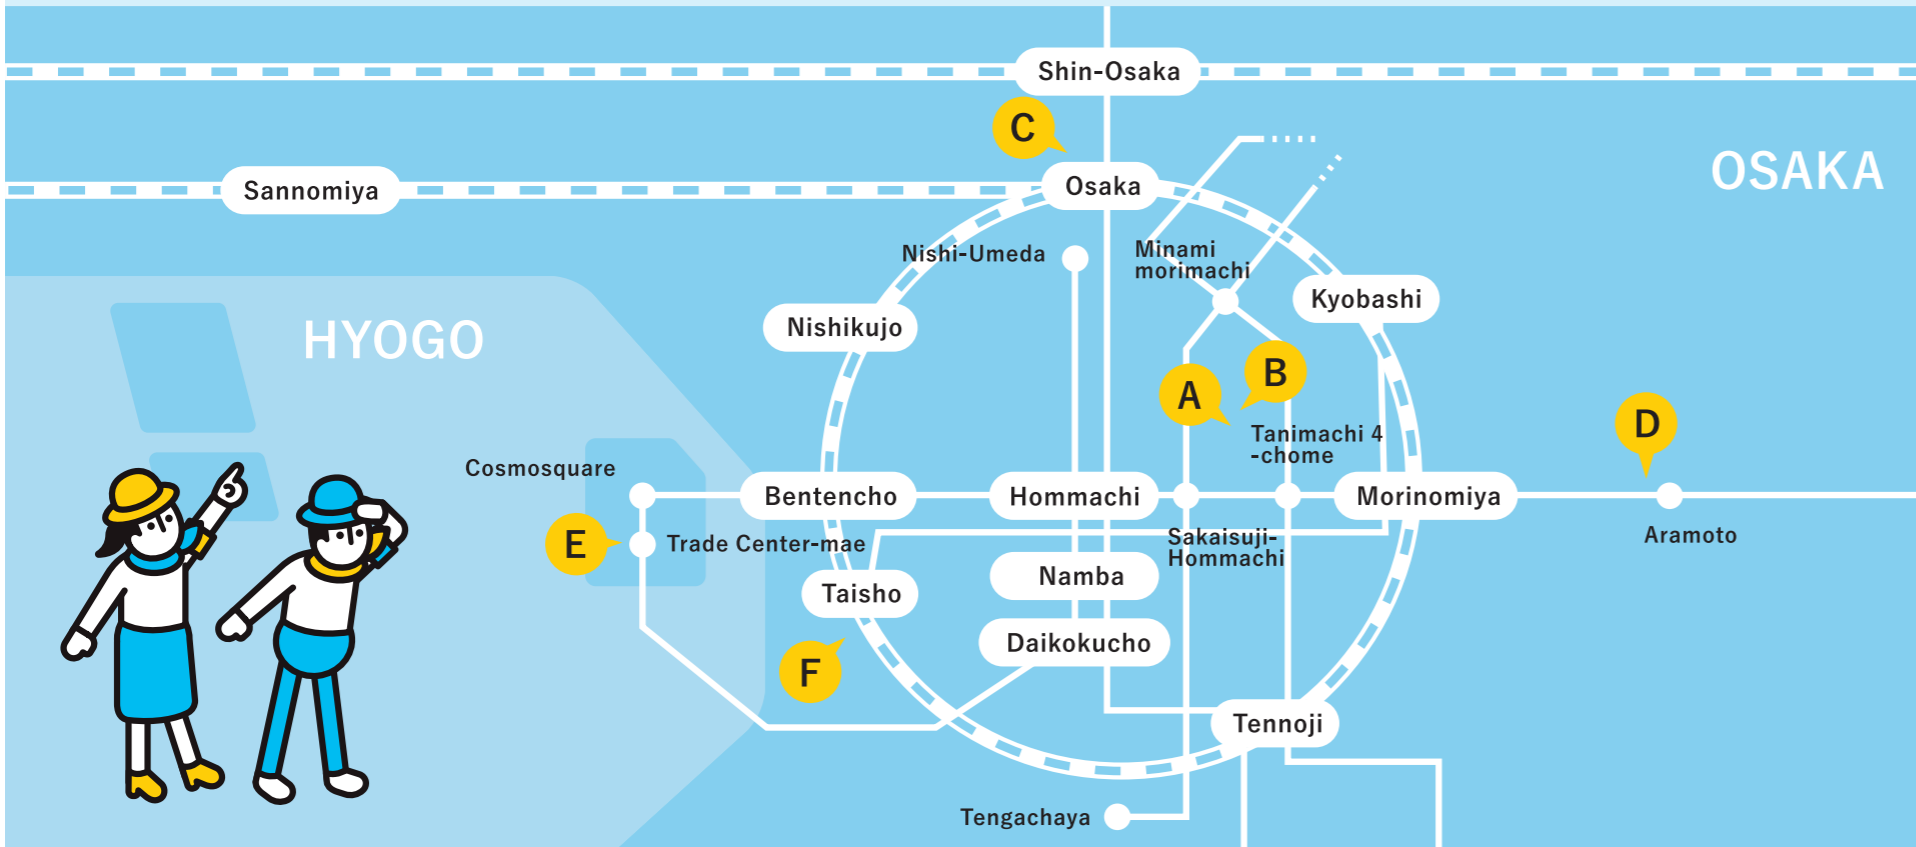 Shin-Osaka
C
OSAKA
Osaka
Sannomiya
Nishi-Umeda
Minami
morimachi
Kyobashi
Nishikujo
HYOGO
B
A
D
Tanimachi 4
-chome
Cosmosquare
Bentencho
Hommachi
Morinomiya
E
Trade Center-mae
Sakaisuji-
Hommachi
Aramoto
Namba
Taisho
Daikokucho
F
Tennoji
Tengachaya